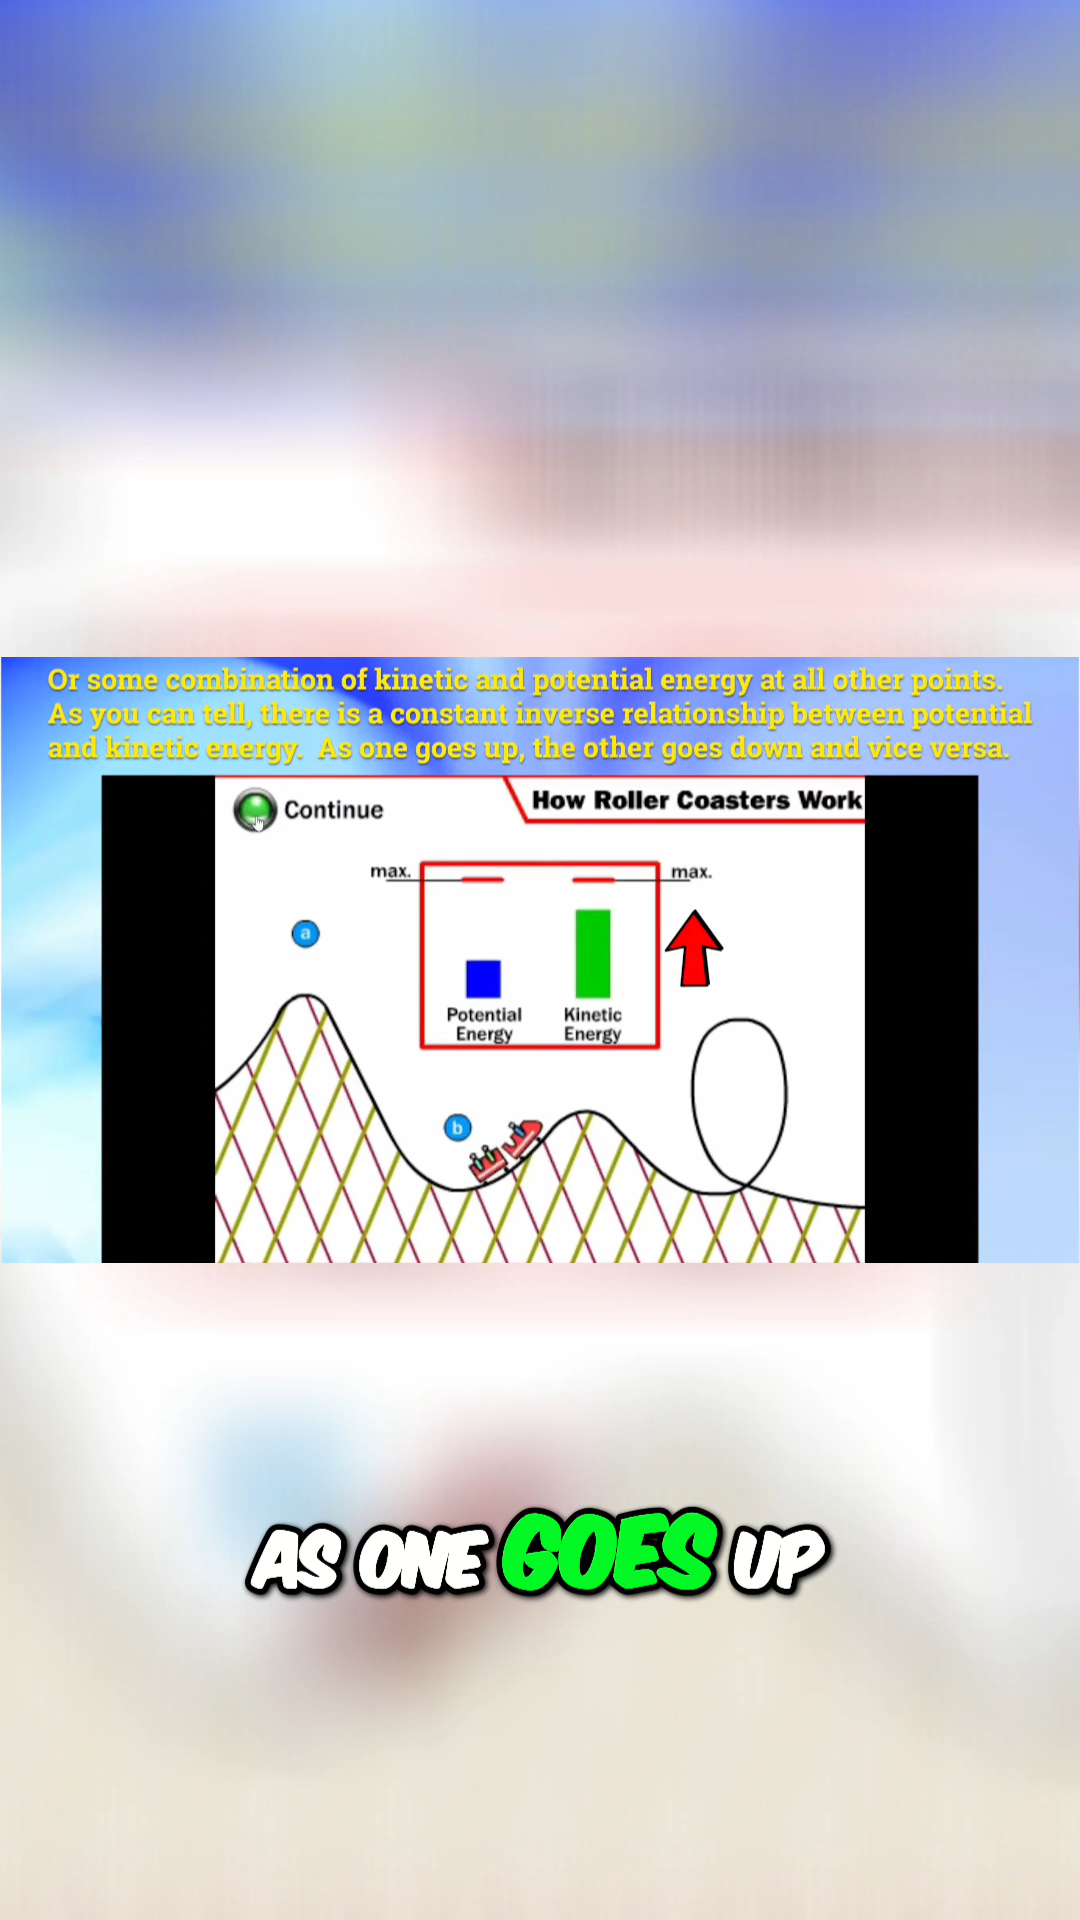 Or some combination of kinetic and potential energy at all other points.
As you can tell, there is a constant inverse relationship between potential
and kinetic energy.  As one goes up, the other goes down and vice versa.
Continue
How Roller Coasters Work
max.
max.
a
Potential
Energy
Kinetic
Energy
b
AS ONE GOES UP